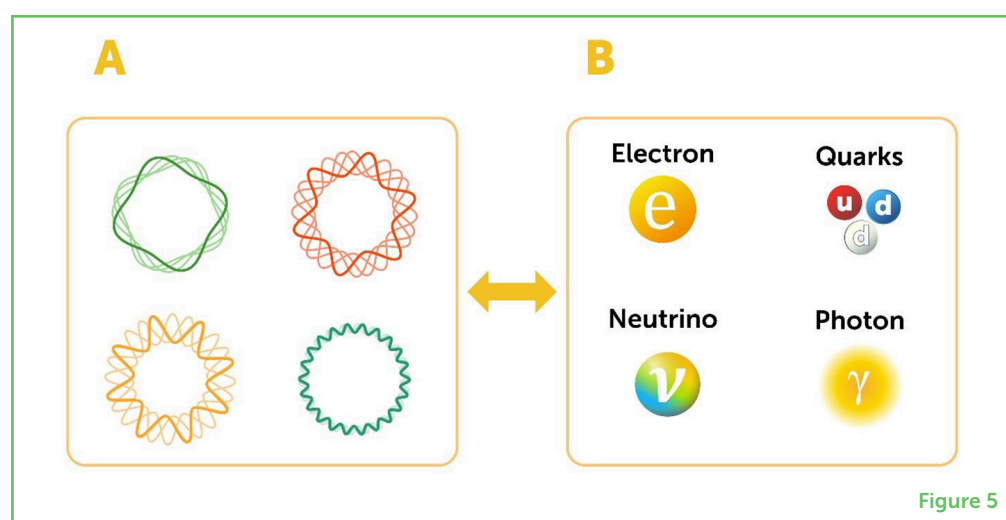 A
B
Electron
Quarks
e
u
d
d
Neutrino
Photon
ν
γ
Figure 5